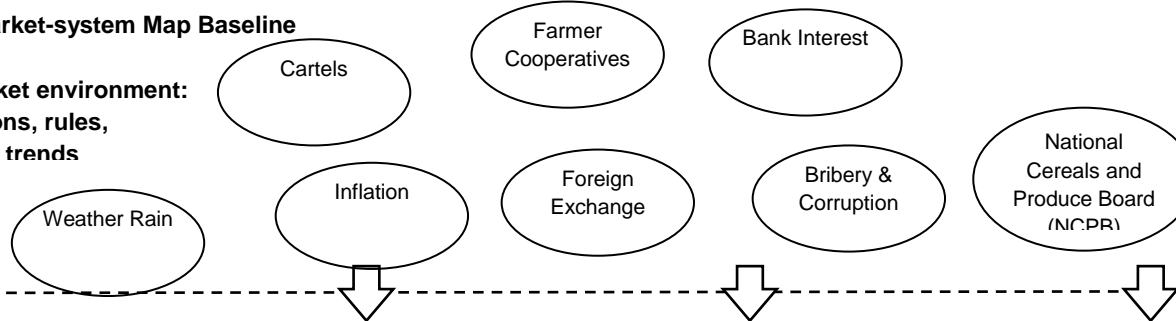 arket-system Map Baseline
Cartels
Farmer
Cooperatives
Bank Interest
ket environment:
ons, rules,
trends
Weather Rain
Inflation
Foreign
Exchange
Bribery &
Corruption
National
Cereals and
Produce Board
(NCPB)